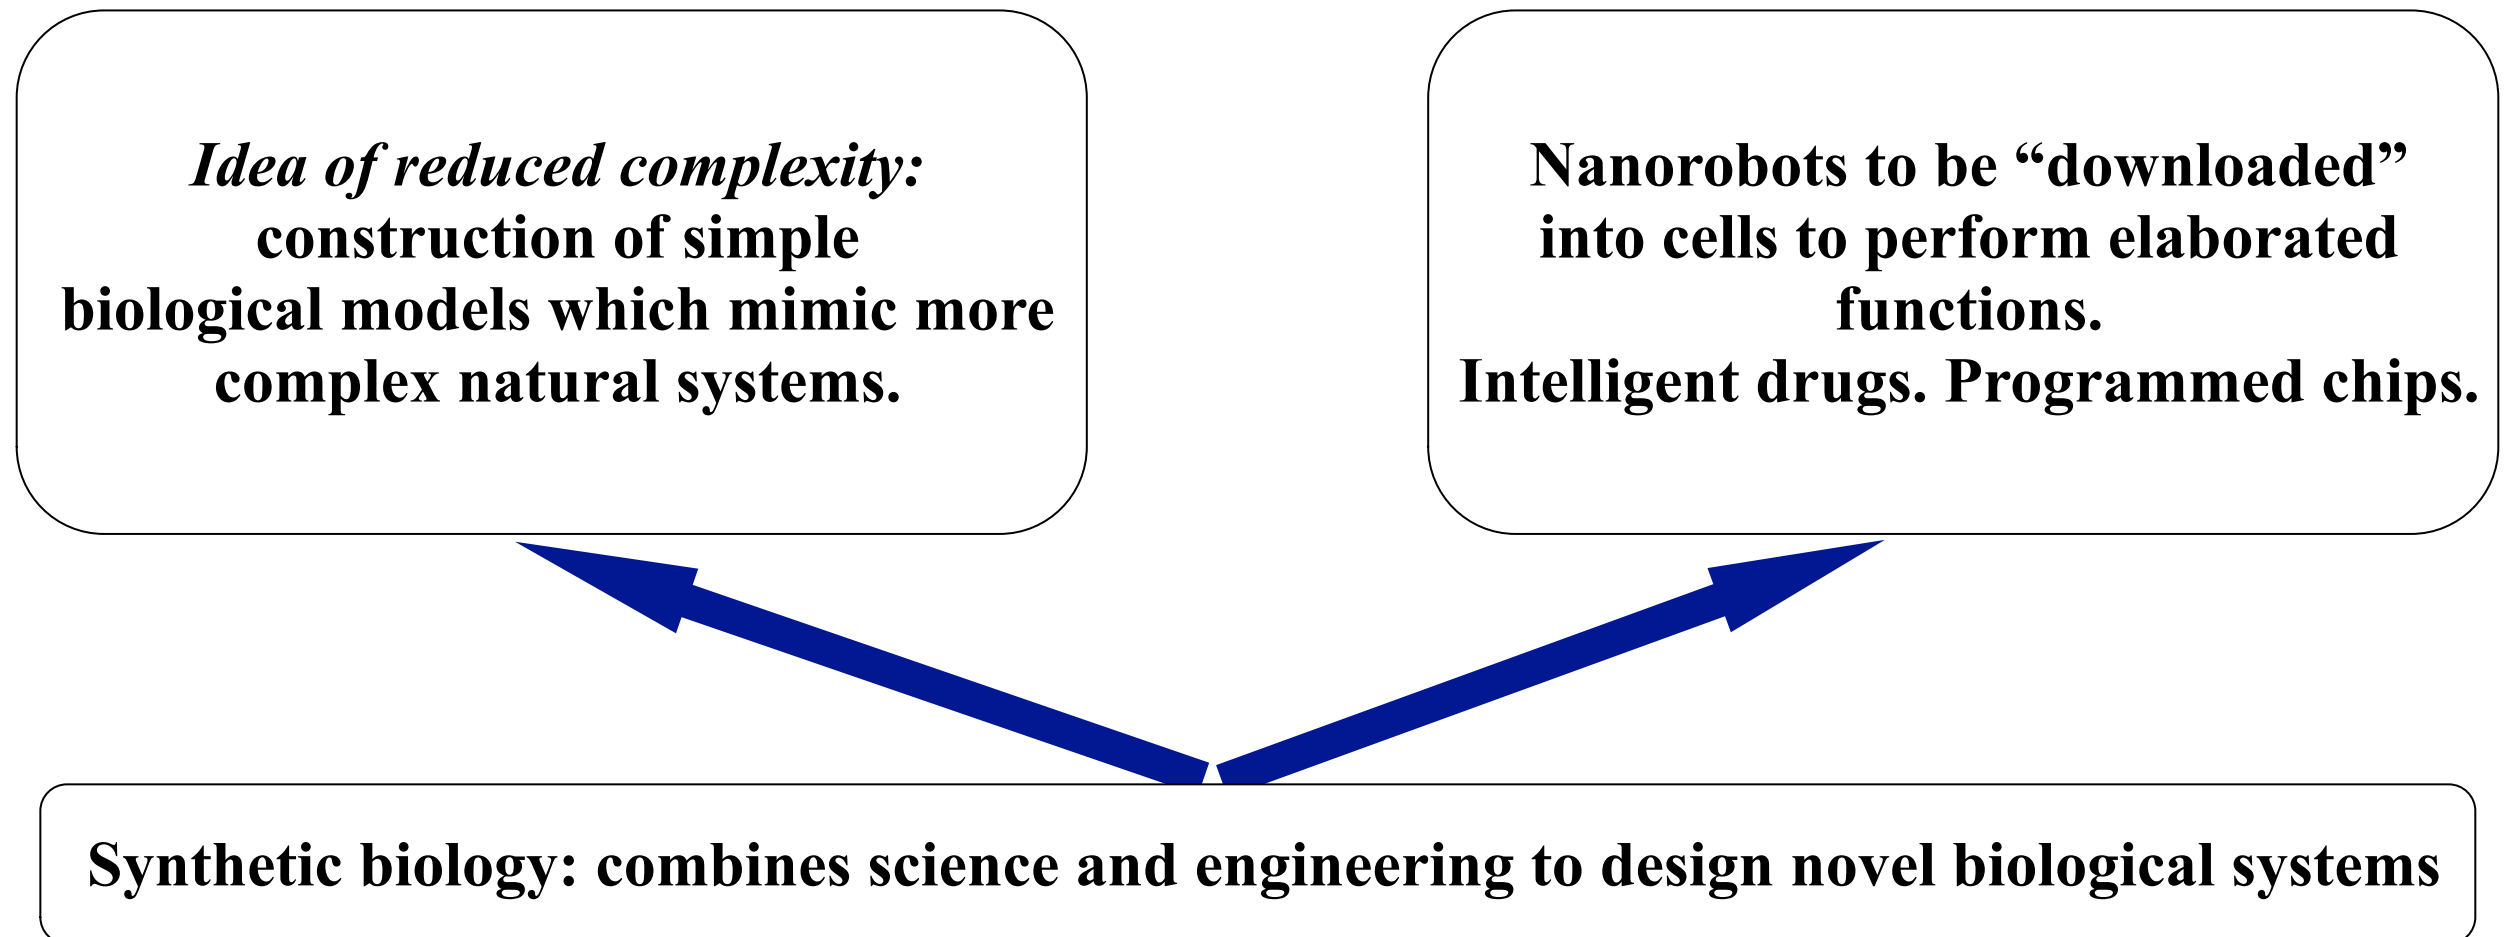 Idea of reduced complexity:
construction of simple
biological models which mimic more
complex natural systems.
Nanorobots to be “downloaded”
into cells to perform elaborated
functions.
Intelligent drugs. Programmed chips.
Synthetic biology: combines science and engineering to design novel biological systems.